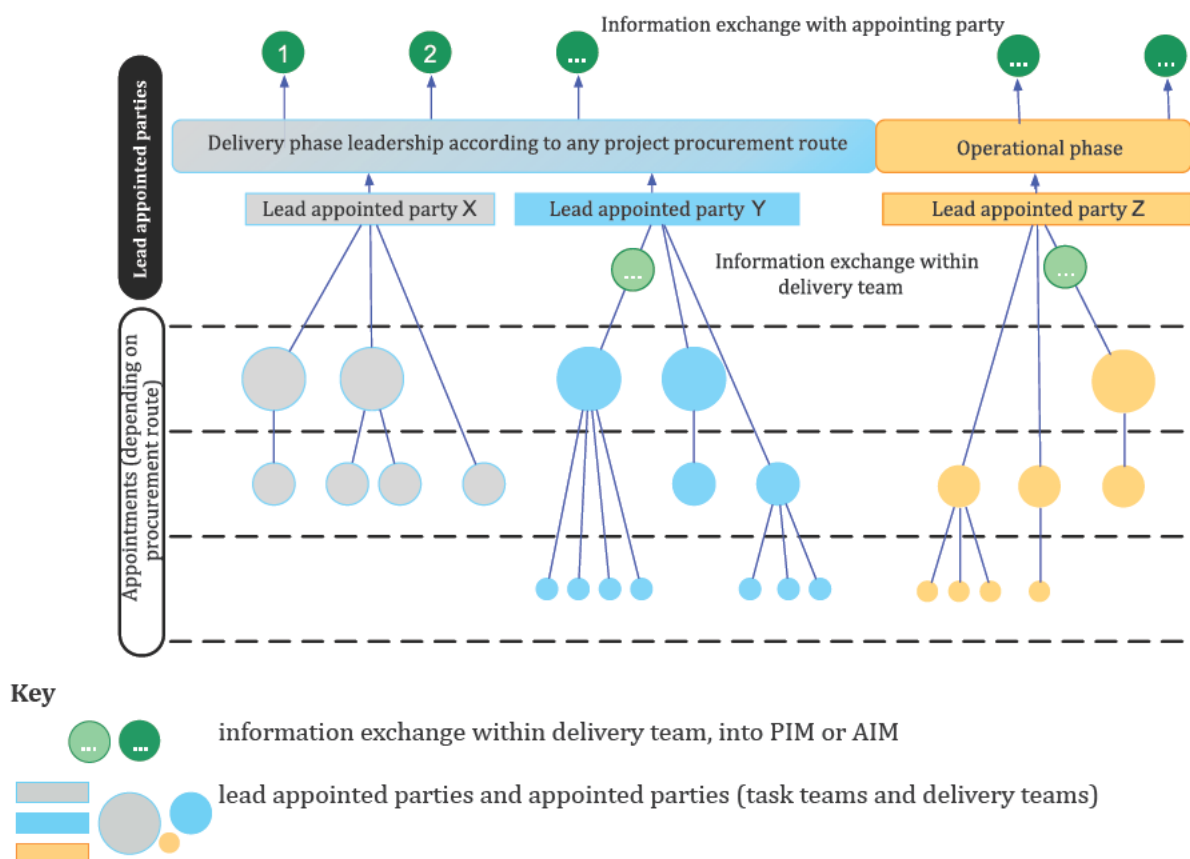 Information exchange with appointing party
1
2
...
...
...
Lead appointed parties
Delivery phase leadership according to any project procurement route
Operational phase
Lead appointed party X
Lead appointed party Y
Lead appointed party Z
...
Information exchange within
delivery team
...
Appointments (depending on
procurement route)
Key
... ...
information exchange within delivery team, into PIM or AIM
lead appointed parties and appointed parties (task teams and delivery teams)